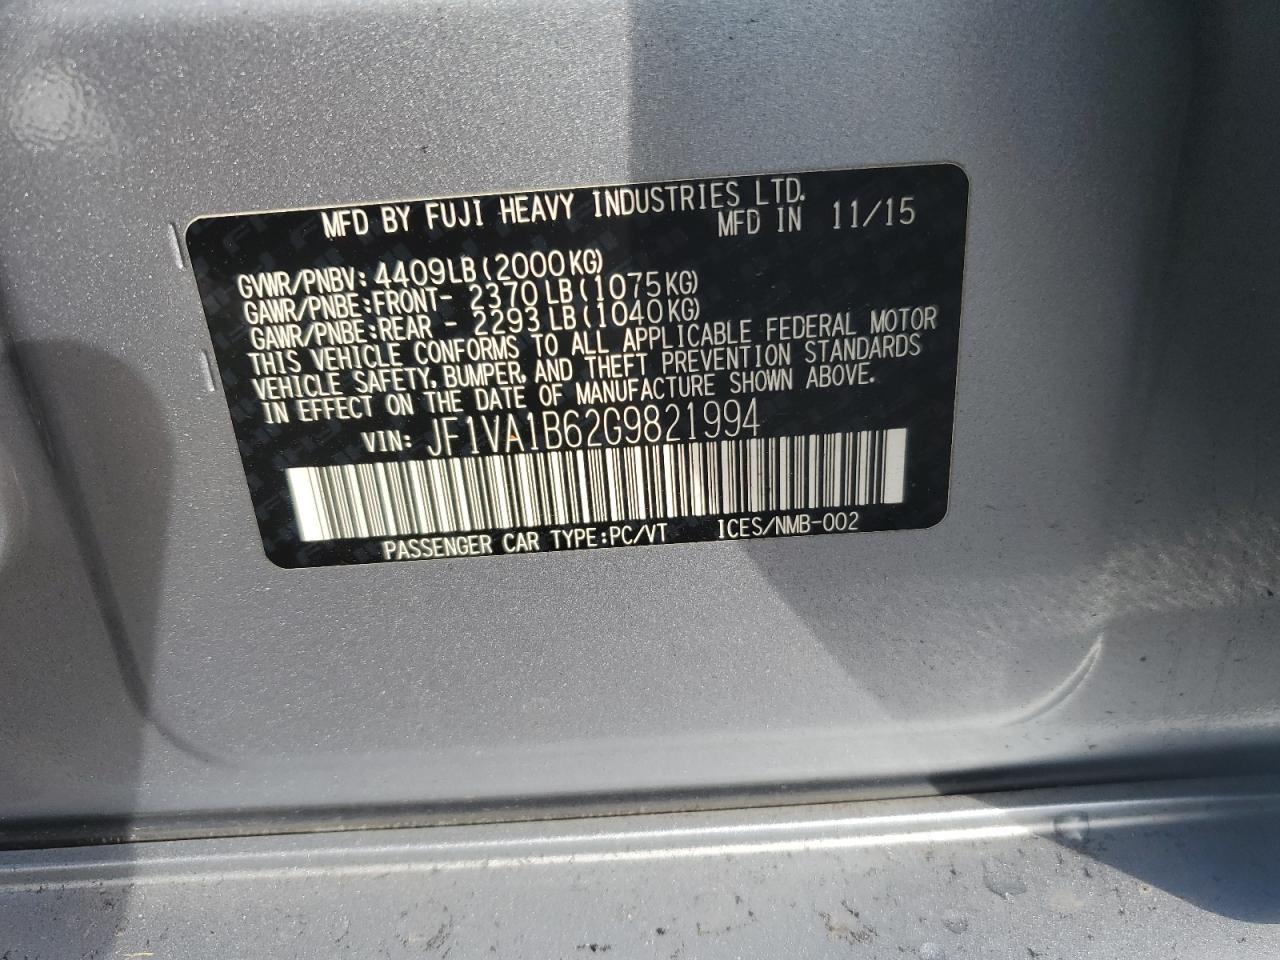 MFD BY FUJI HEAVY INDUSTRIES LTD.
MFD IN 11/15
GVWR/PNBV: 4409LB(2000KG)
GAWR/PNBE:FRONT- 2370LB(1075KG)
GAWR/PNBE:REAR - 2293LB(1040KG)
THIS VEHICLE CONFORMS TO ALL APPLICABLE FEDERAL MOTOR
VEHICLE SAFETY, BUMPER, AND THEFT PREVENTION STANDARDS
IN EFFECT ON THE DATE OF MANUFACTURE SHOWN ABOVE.
VIN: JF1VA1B62G9821994
PASSENGER CAR TYPE:PC/VT ICES/NMB-002